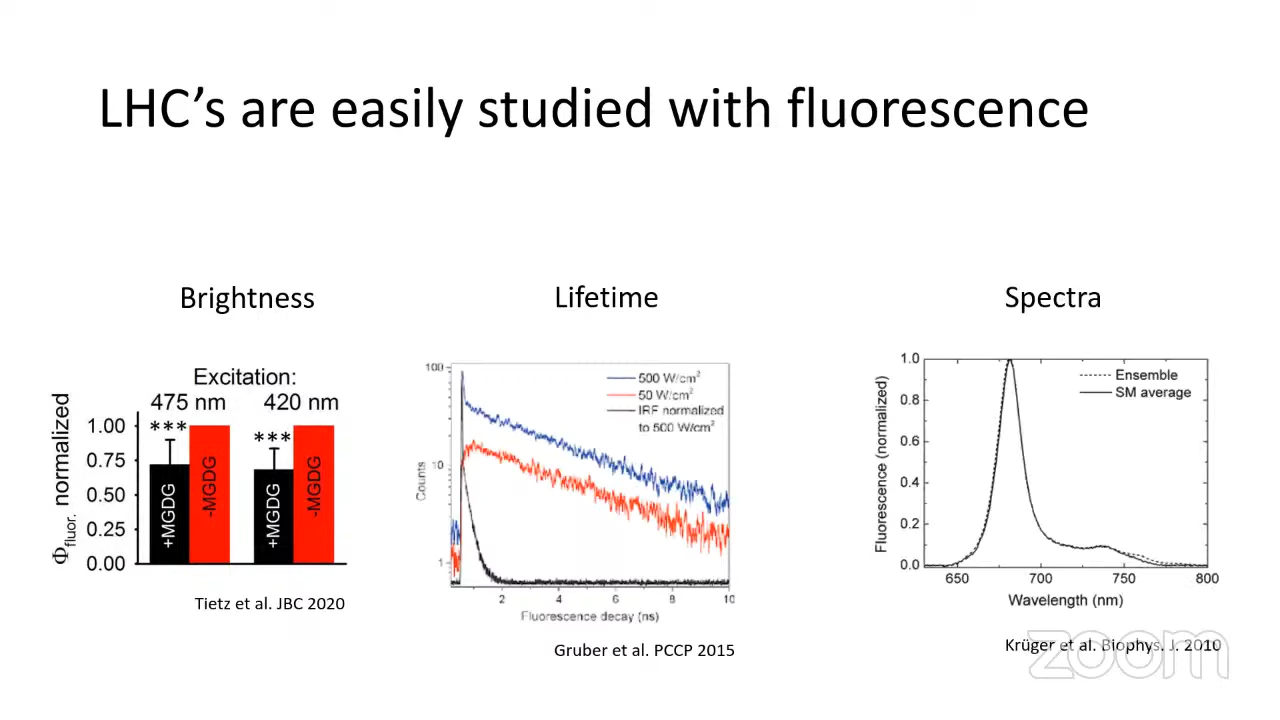 LHC's are easily studied with fluorescence
Brightness
Excitation:
475 nm 420 nm
*** ***
Φfluor. normalized
1.00
0.75
0.50
0.25
0.00
+MGDG
-MGDG
+MGDG
-MGDG
Tietz et al. JBC 2020
Lifetime
500 W/cm²
50 W/cm²
IRF normalized
to 500 W/cm²
Counts
100
10
1
2 4 6 8 10
Fluorescence decay (ns)
Gruber et al. PCCP 2015
Spectra
Ensemble
SM average
Fluorescence (normalized)
1.0
0.8
0.6
0.4
0.2
0.0
650 700 750 800
Wavelength (nm)
Krüger et al. Biophys. J. 2010
zoom